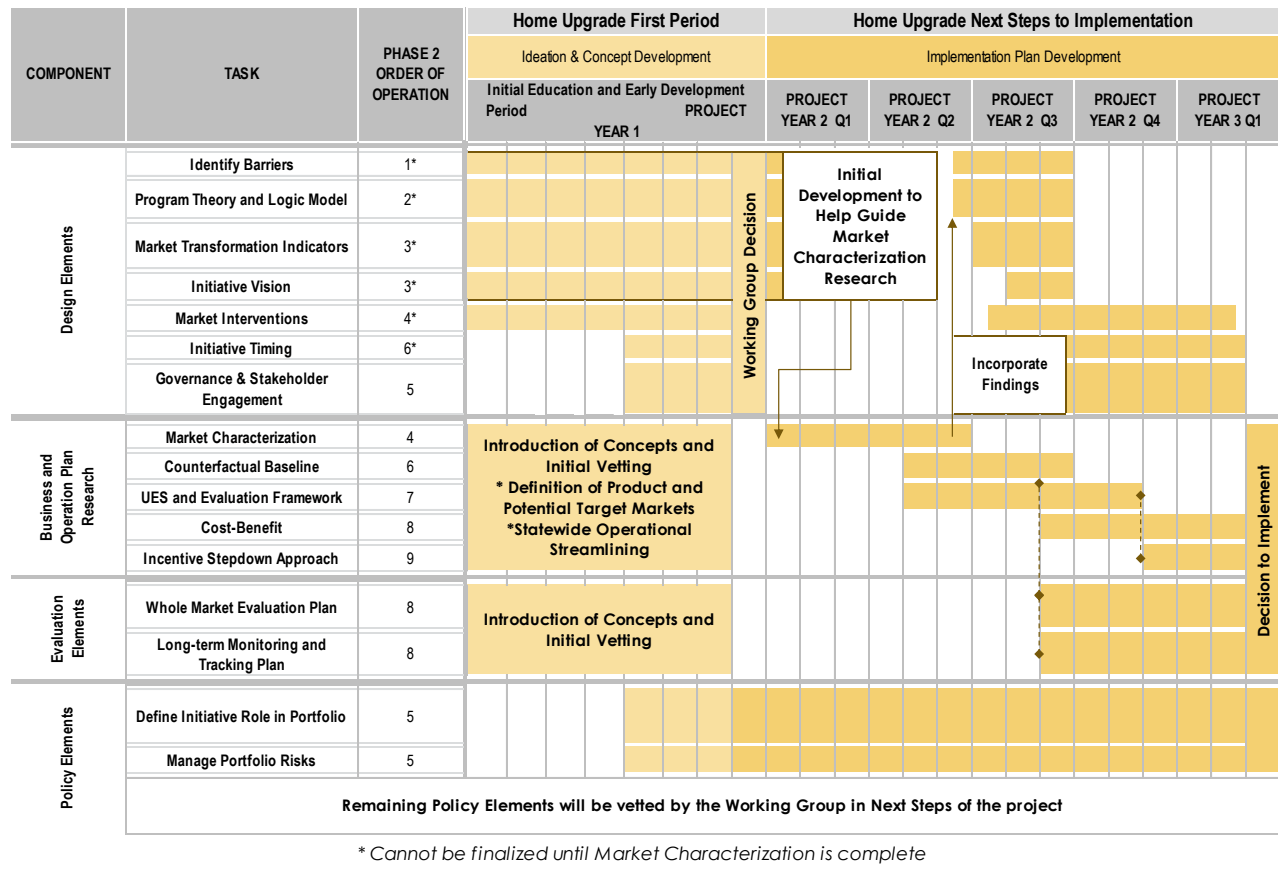 Home Upgrade First Period
Home Upgrade Next Steps to Implementation
COMPONENT
TASK
PHASE 2
ORDER OF
OPERATION
Ideation & Concept Development
Implementation Plan Development
Initial Education and Early Development
Period PROJECT
YEAR 1
PROJECT
YEAR 2 Q1
PROJECT
YEAR 2 Q2
PROJECT
YEAR 2 Q3
PROJECT
YEAR 2 Q4
PROJECT
YEAR 3 Q1
Design Elements
Identify Barriers 1*
Program Theory and Logic Model 2*
Market Transformation Indicators 3*
Initiative Vision 3*
Market Interventions 4*
Initiative Timing 6*
Governance & Stakeholder
Engagement
5
Working Group Decision
Initial
Development to
Help Guide
Market
Characterization
Research
Incorporate
Findings
Business and
Operation Plan
Research
Market Characterization 4
Counterfactual Baseline 6
UES and Evaluation Framework 7
Cost-Benefit 8
Incentive Stepdown Approach 9
Introduction of Concepts and
Initial Vetting
* Definition of Product and
Potential Target Markets
*Statewide Operational
Streamlining
Decision to Implement
Evaluation
Elements
Whole Market Evaluation Plan 8
Long-term Monitoring and
Tracking Plan
8
Introduction of Concepts and
Initial Vetting
Policy Elements
Define Initiative Role in Portfolio 5
Manage Portfolio Risks 5
Remaining Policy Elements will be vetted by the Working Group in Next Steps of the project
* Cannot be finalized until Market Characterization is complete